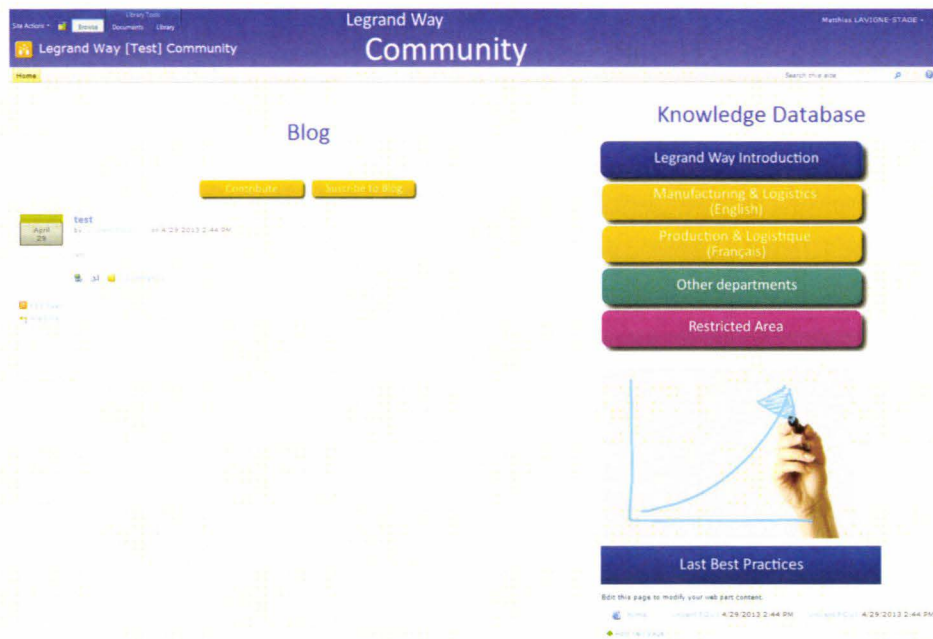 Library Tools
Site Actions
Browse
Documents
Library
Legrand Way
Community
Matthias LAVIGNE-STAGE
Legrand Way [Test] Community
Home
Search this site
Blog
Contribute
Suscribe to Blog
April
29
test
on 4/29/2013 2:44 PM
Knowledge Database
Legrand Way Introduction
Manufactoring & Logistics
(English)
Production & Logistique
(Français)
Other departments
Restricted Area
Last Best Practices
Edit this page to modify your web part content.
4/29/2013 2:44 PM
4/29/2013 2:44 PM